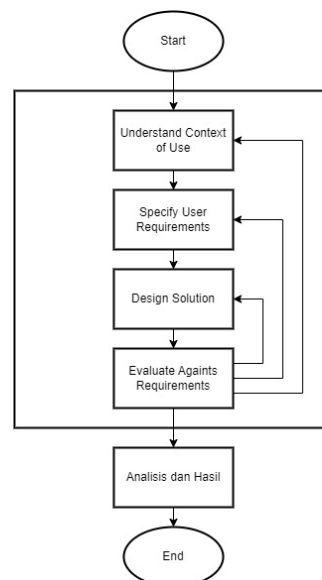 Start
Understand Context
of Use
Specify User
Requirements
Design Solution
Evaluate Againts
Requirements
Analisis dan Hasil
End